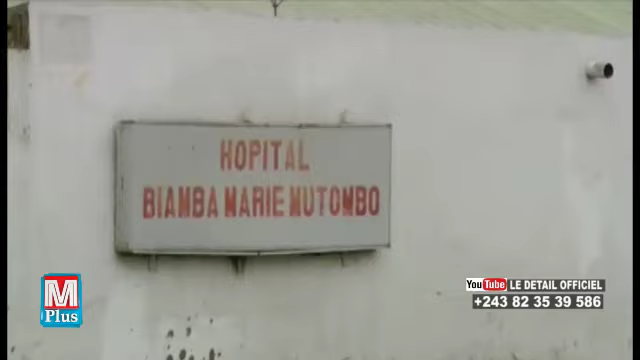 HOPITAL
BIAMBA MARIE MUTOMBO
M
Plus
YouTube LE DETAIL OFFICIEL
+243 82 35 39 586